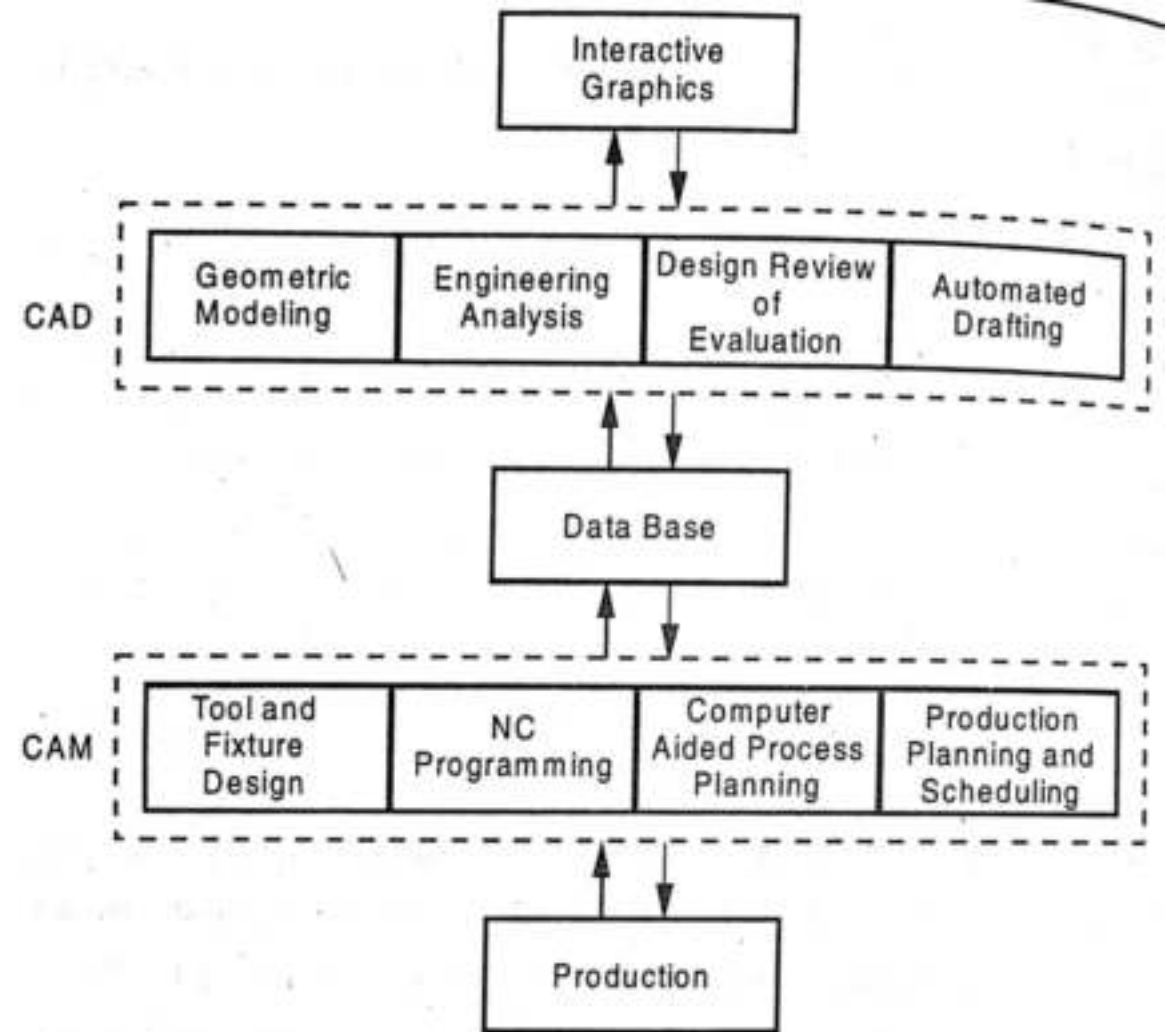 Interactive
Graphics
CAD
Geometric
Modeling
Engineering
Analysis
Design Review
of
Evaluation
Automated
Drafting
Data Base
CAM
Tool and
Fixture
Design
NC
Programming
Computer
Aided Process
Planning
Production
Planning and
Scheduling
Production